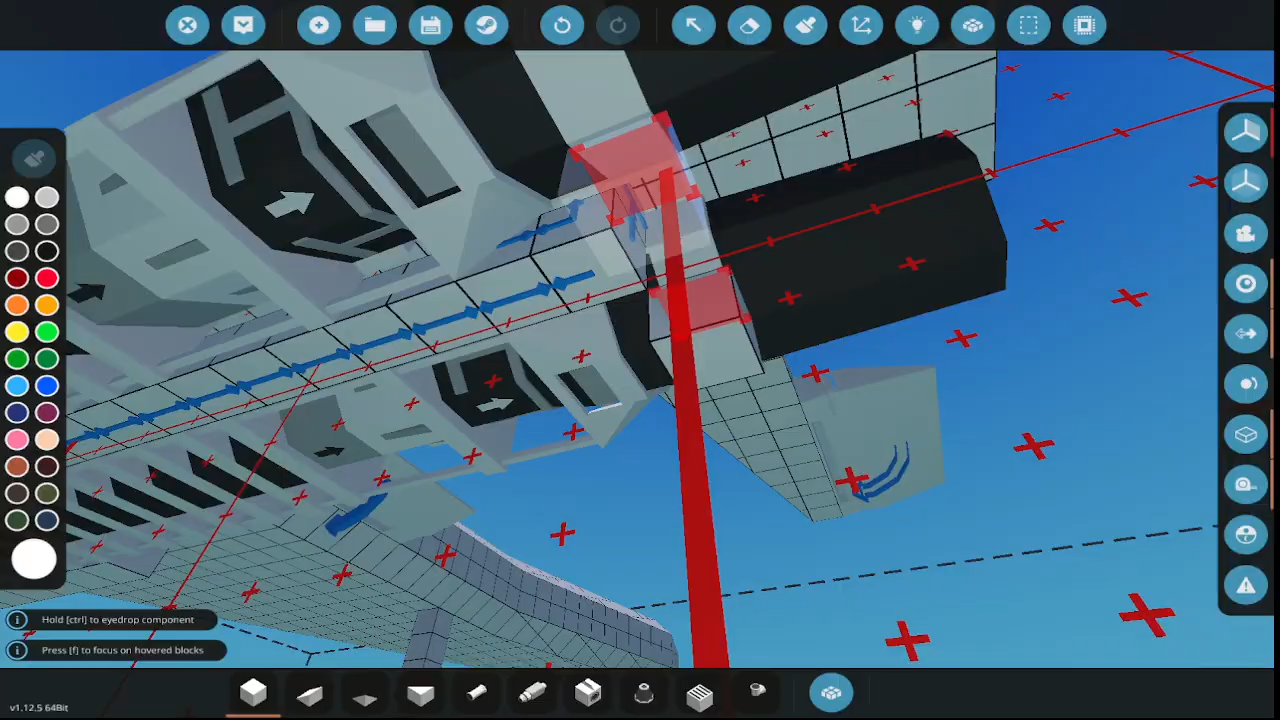 Hold [ctrl] to eyedrop component
Press [f] to focus on hovered blocks
v1.12.5 64Bit